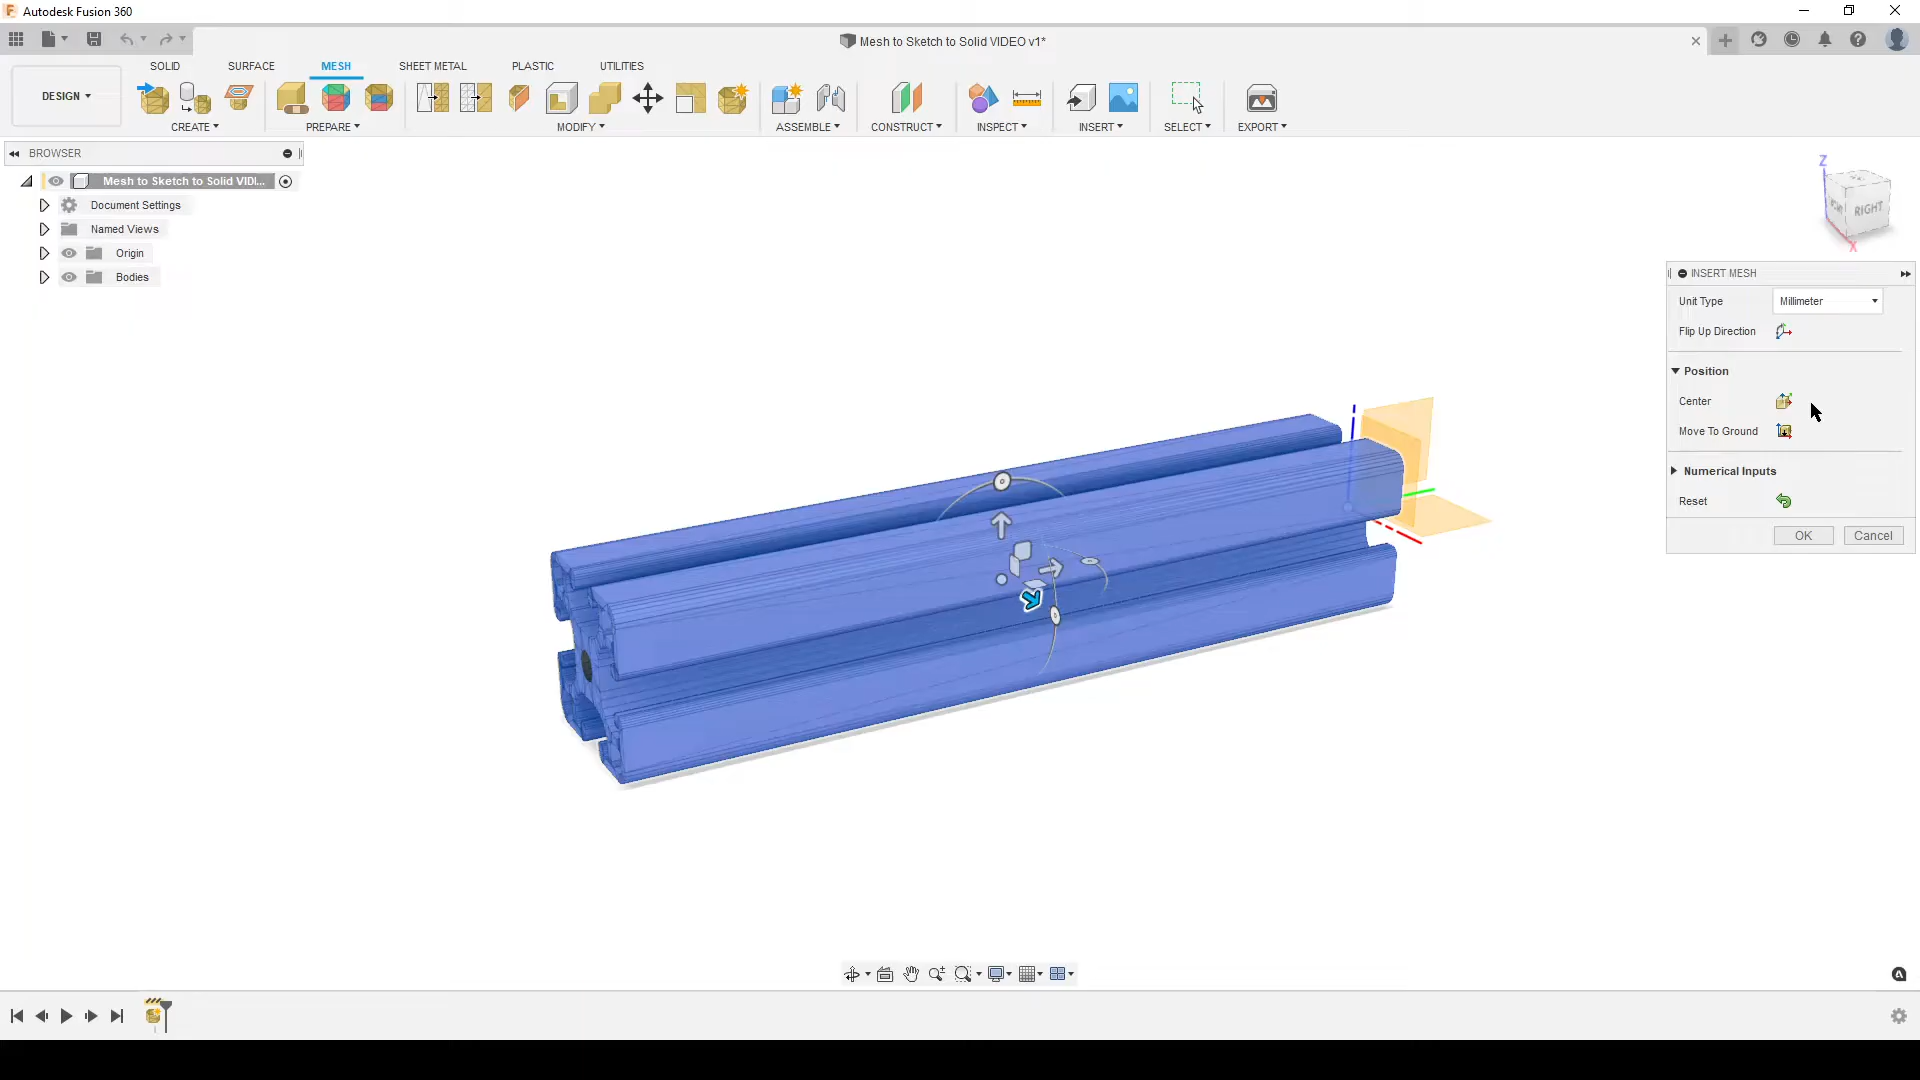 Autodesk Fusion 360
Mesh to Sketch to Solid VIDEO v1*
DESIGN
SOLID
SURFACE
MESH
SHEET METAL
PLASTIC
UTILITIES
CREATE
PREPARE
MODIFY
ASSEMBLE
CONSTRUCT
INSPECT
INSERT
SELECT
EXPORT
BROWSER
Mesh to Sketch to Solid VIDI...
Document Settings
Named Views
Origin
Bodies
Z
RIGHT
X
INSERT MESH
Unit Type
Millimeter
Flip Up Direction
Position
Center
Move To Ground
Numerical Inputs
Reset
OK
Cancel